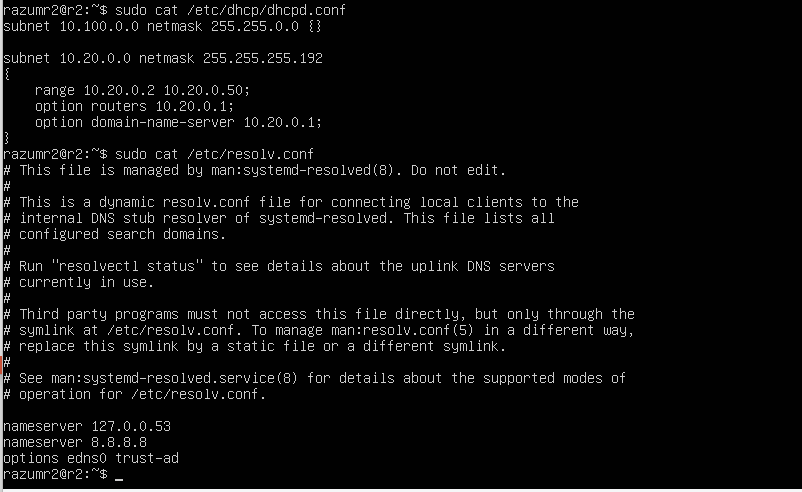 razumr2@r2:~$ sudo cat /etc/dhcp/dhcpd.conf
subnet 10.100.0.0 netmask 255.255.0.0 {}

subnet 10.20.0.0 netmask 255.255.255.192
{
    range 10.20.0.2 10.20.0.50;
    option routers 10.20.0.1;
    option domain-name-server 10.20.0.1;
}
razumr2@r2:~$ sudo cat /etc/resolv.conf
# This file is managed by man:systemd-resolved(8). Do not edit.
#
# This is a dynamic resolv.conf file for connecting local clients to the
# internal DNS stub resolver of systemd-resolved. This file lists all
# configured search domains.
#
# Run "resolvectl status" to see details about the uplink DNS servers
# currently in use.
#
# Third party programs must not access this file directly, but only through the
# symlink at /etc/resolv.conf. To manage man:resolv.conf(5) in a different way,
# replace this symlink by a static file or a different symlink.
#
# See man:systemd-resolved.service(8) for details about the supported modes of
# operation for /etc/resolv.conf.

nameserver 127.0.0.53
nameserver 8.8.8.8
options edns0 trust-ad
razumr2@r2:~$ _